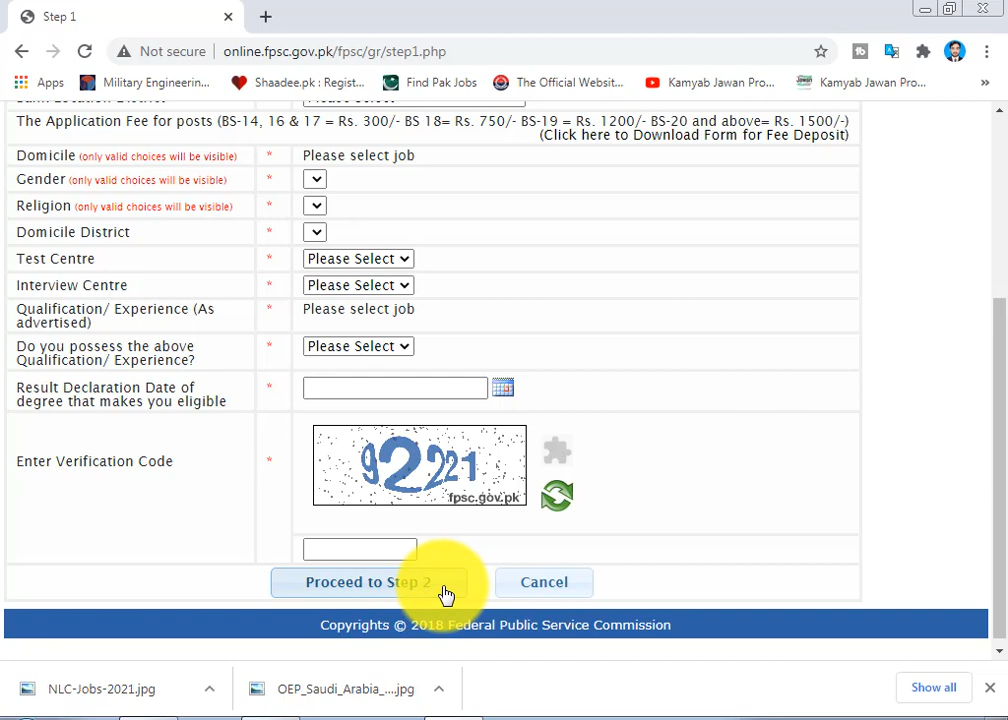 Step 1
Not secure online.fpsc.gov.pk/fpsc/gr/step1.php
Apps Military Engineerin... Shaadee.pk : Regist... Find Pak Jobs The Official Websit... Kamyab Jawan Pro... Kamyab Jawan Pro... »
The Application Fee for posts (BS-14, 16 & 17 = Rs. 300/- BS 18= Rs. 750/- BS-19 = Rs. 1200/- BS-20 and above= Rs. 1500/-)
(Click here to Download Form for Fee Deposit)
Domicile (only valid choices will be visible) * Please select job
Gender (only valid choices will be visible) *
Religion (only valid choices will be visible) *
Domicile District *
Test Centre * Please Select
Interview Centre * Please Select
Qualification/ Experience (As * Please select job
advertised)
Do you possess the above * Please Select
Qualification/ Experience?
Result Declaration Date of *
degree that makes you eligible
Enter Verification Code * 92221
fpsc.gov.pk
Proceed to Step 2 Cancel
Copyrights © 2018 Federal Public Service Commission
NLC-Jobs-2021.jpg OEP_Saudi_Arabia_....jpg Show all